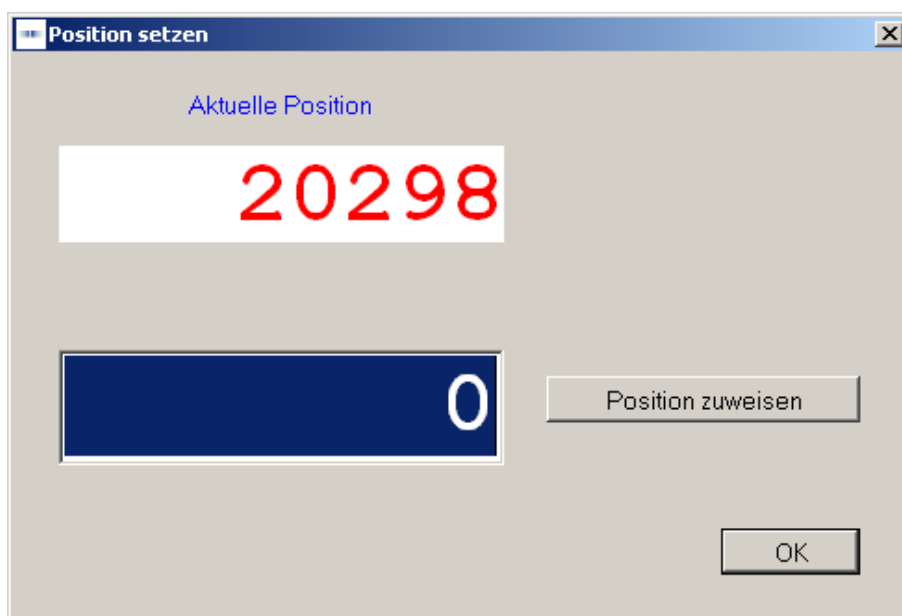 Position setzen
Aktuelle Position
20298
0
Position zuweisen
OK